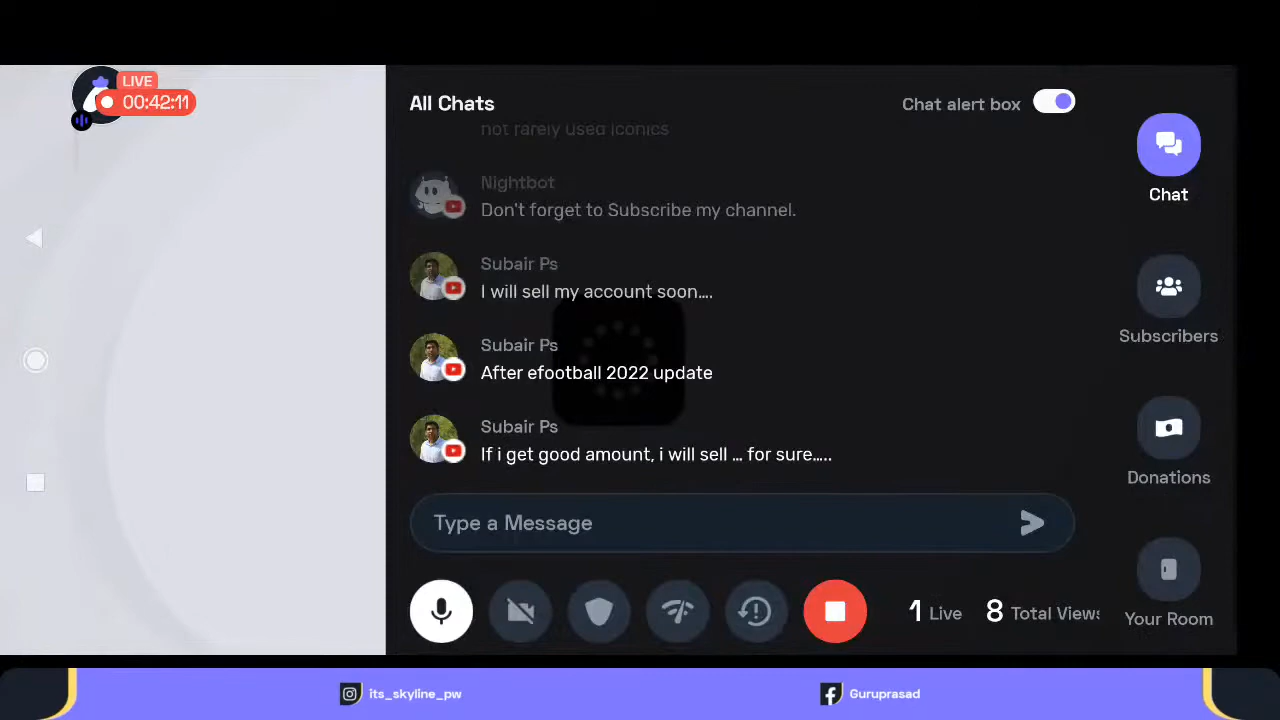 LIVE
00:42:11
All Chats
Chat alert box
not rarely used iconics
Nightbot
Don't forget to Subscribe my channel.
Subair Ps
I will sell my account soon....
Subair Ps
After efootball 2022 update
Subair Ps
If i get good amount, i will sell ... for sure.....
Type a Message
1 Live
8 Total Views
Chat
Subscribers
Donations
Your Room
its_skyline_pw
Guruprasad